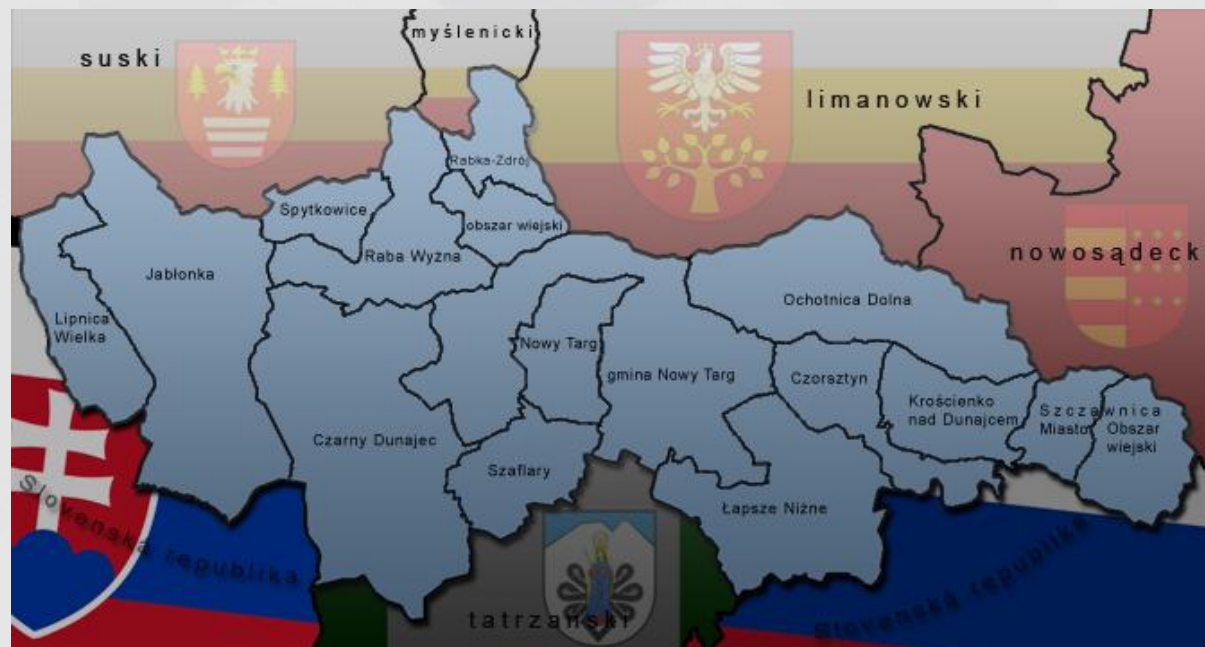 myślenicki
suski
limanowski
Rabka-Zdrój
Spytkowice
obszar wiejski
nowosądeck
Raba Wyżna
Jabłonka
Ochotnica Dolna
Lipnica
Wielka
Nowy Targ
gmina Nowy Targ
Czorsztyn
Krościenko
nad Dunajcem
Szczawnica
Miasto
Obszar
wiejski
Czarny Dunajec
Szaflary
Łapsze Niżne
Slovenská republika
Slovenská republika
tatrzański